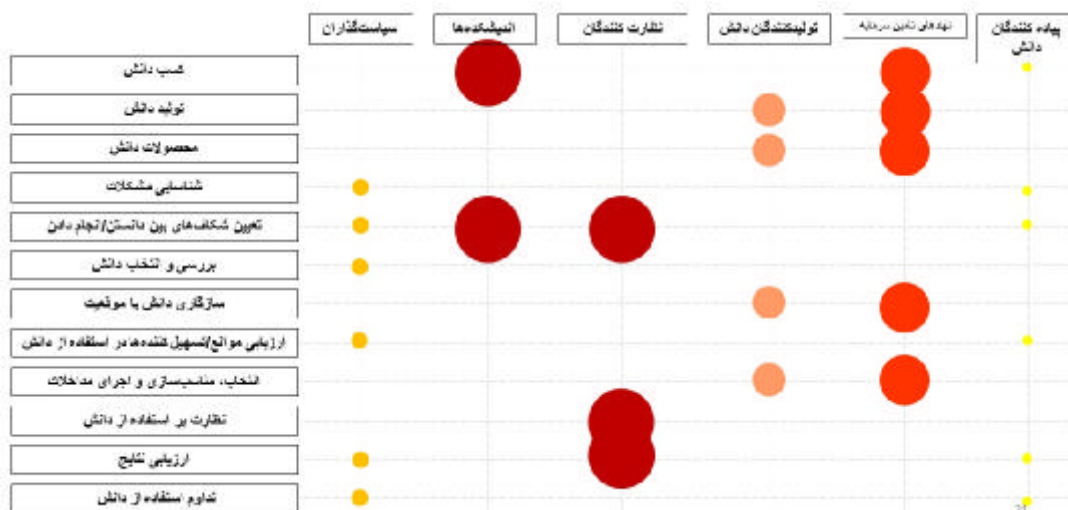 سیاست‌گذاران
اندیشکده‌ها
نظارت کنندگان
تولیدکنندگان دانش
نهادهای تامین سرمایه
پیاده کنندگان
دانش
کسب دانش
تولید دانش
محصولات دانش
شناسایی مشکلات
تعیین شکاف‌های بین دانستن/انجام دادن
بررسی و انتخاب دانش
سازگاری دانش با موقعیت
ارزیابی موانع/تسهیل کننده‌ها در استفاده از دانش
انتخاب، مناسب‌سازی و اجرای مداخلات
نظارت بر استفاده از دانش
ارزیابی نتایج
تداوم استفاده از دانش